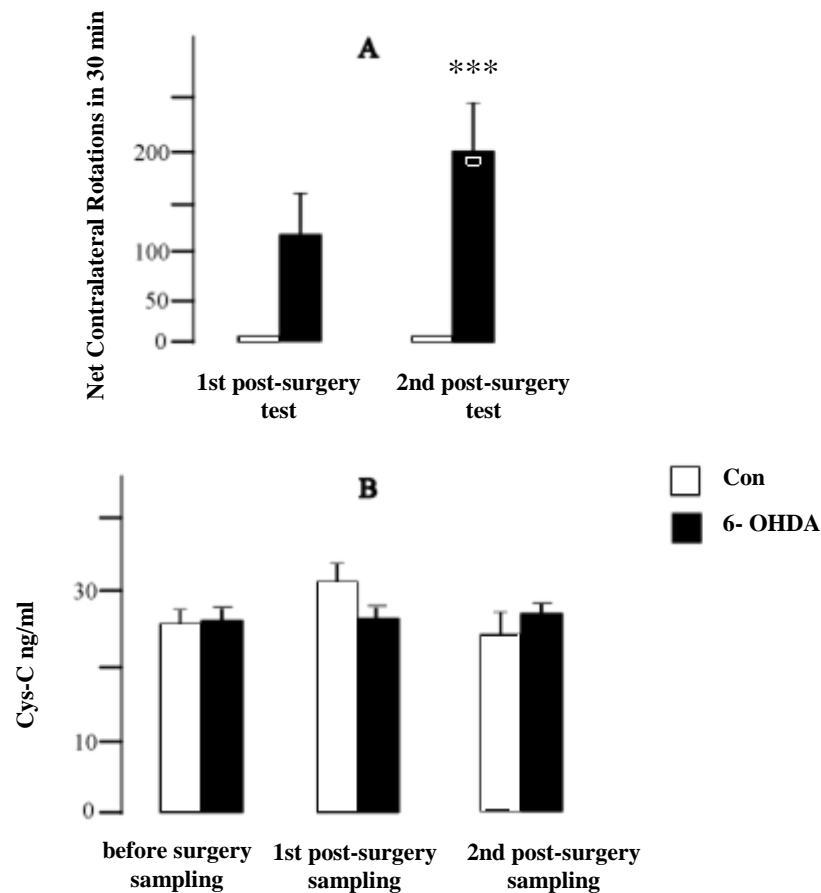 A
Net Contralateral Rotations in 30 min
***
200
100
50
0
1st post-surgery
test
2nd post-surgery
test
B
Con
6- OHDA
Cys-C ng/ml
30
10
0
before surgery
sampling
1st post-surgery
sampling
2nd post-surgery
sampling